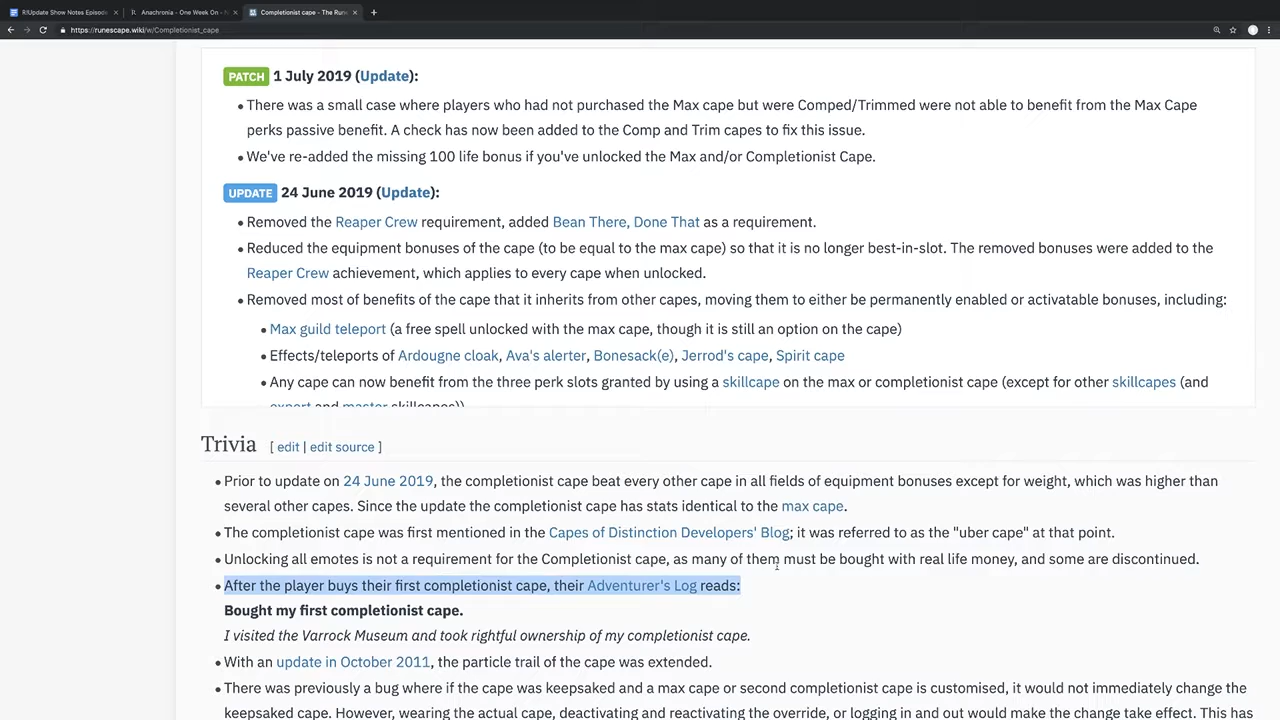 R!Update Show Notes Episode
Anachronia - One Week On -
Completionist cape - The Rune
https://runescape.wiki/w/Completionist_cape
PATCH 1 July 2019 (Update):
• There was a small case where players who had not purchased the Max cape but were Comped/Trimmed were not able to benefit from the Max Cape
perks passive benefit. A check has now been added to the Comp and Trim capes to fix this issue.
• We've re-added the missing 100 life bonus if you've unlocked the Max and/or Completionist Cape.
UPDATE 24 June 2019 (Update):
• Removed the Reaper Crew requirement, added Bean There, Done That as a requirement.
• Reduced the equipment bonuses of the cape (to be equal to the max cape) so that it is no longer best-in-slot. The removed bonuses were added to the
Reaper Crew achievement, which applies to every cape when unlocked.
• Removed most of benefits of the cape that it inherits from other capes, moving them to either be permanently enabled or activatable bonuses, including:
• Max guild teleport (a free spell unlocked with the max cape, though it is still an option on the cape)
• Effects/teleports of Ardougne cloak, Ava's alerter, Bonesack(e), Jerrod's cape, Spirit cape
• Any cape can now benefit from the three perk slots granted by using a skillcape on the max or completionist cape (except for other skillcapes (and
expert and master skillcapes))
Trivia [ edit | edit source ]
• Prior to update on 24 June 2019, the completionist cape beat every other cape in all fields of equipment bonuses except for weight, which was higher than
several other capes. Since the update the completionist cape has stats identical to the max cape.
• The completionist cape was first mentioned in the Capes of Distinction Developers' Blog; it was referred to as the "uber cape" at that point.
• Unlocking all emotes is not a requirement for the Completionist cape, as many of them must be bought with real life money, and some are discontinued.
• After the player buys their first completionist cape, their Adventurer's Log reads:
Bought my first completionist cape.
I visited the Varrock Museum and took rightful ownership of my completionist cape.
• With an update in October 2011, the particle trail of the cape was extended.
• There was previously a bug where if the cape was keepsaked and a max cape or second completionist cape is customised, it would not immediately change the
keepsaked cape. However, wearing the actual cape, deactivating and reactivating the override, or logging in and out would make the change take effect. This has